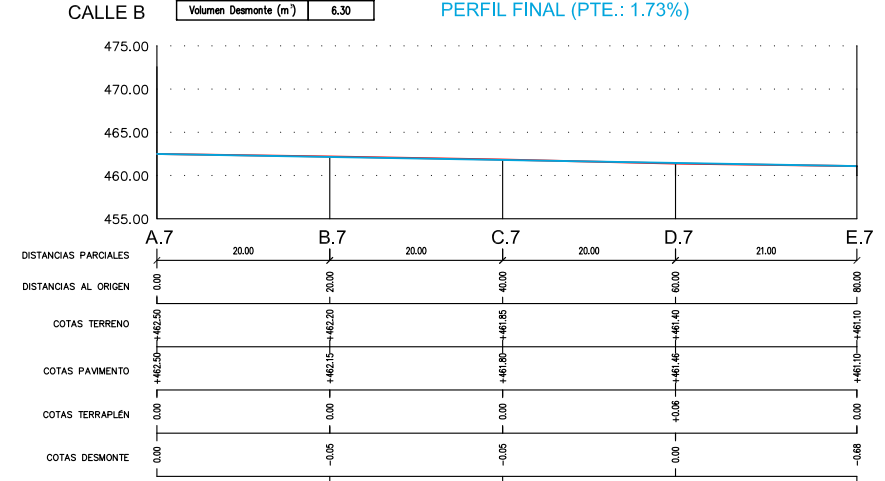 CALLE B
Volumen Desmonte (m³) 6.30
PERFIL FINAL (PTE.: 1.73%)
475.00
470.00
465.00
460.00
455.00
A.7 B.7 C.7 D.7 E.7
DISTANCIAS PARCIALES 20.00 20.00 20.00 21.00
DISTANCIAS AL ORIGEN 0.00 20.00 40.00 60.00 80.00
COTAS TERRENO +462.50 +462.20 +461.85 +461.40 +461.10
COTAS PAVIMENTO +462.50 +462.15 +461.80 +461.46 +461.10
COTAS TERRAPLÉN 0.00 0.00 0.00 +0.06 0.00
COTAS DESMONTE 0.00 -0.05 -0.05 0.00 -0.68